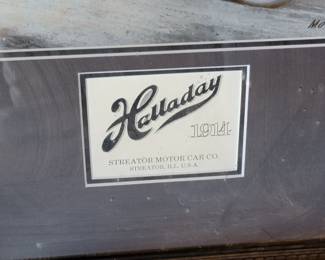 Halladay
1914
STREATOR MOTOR CAR CO.
STREATOR, ILL. U.S.A.